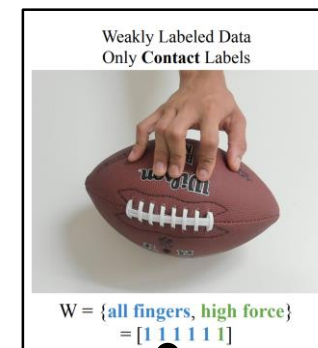 Weakly Labeled Data
Only Contact Labels
Wilson
W = {all fingers, high force}
= [1 1 1 1 1 1]